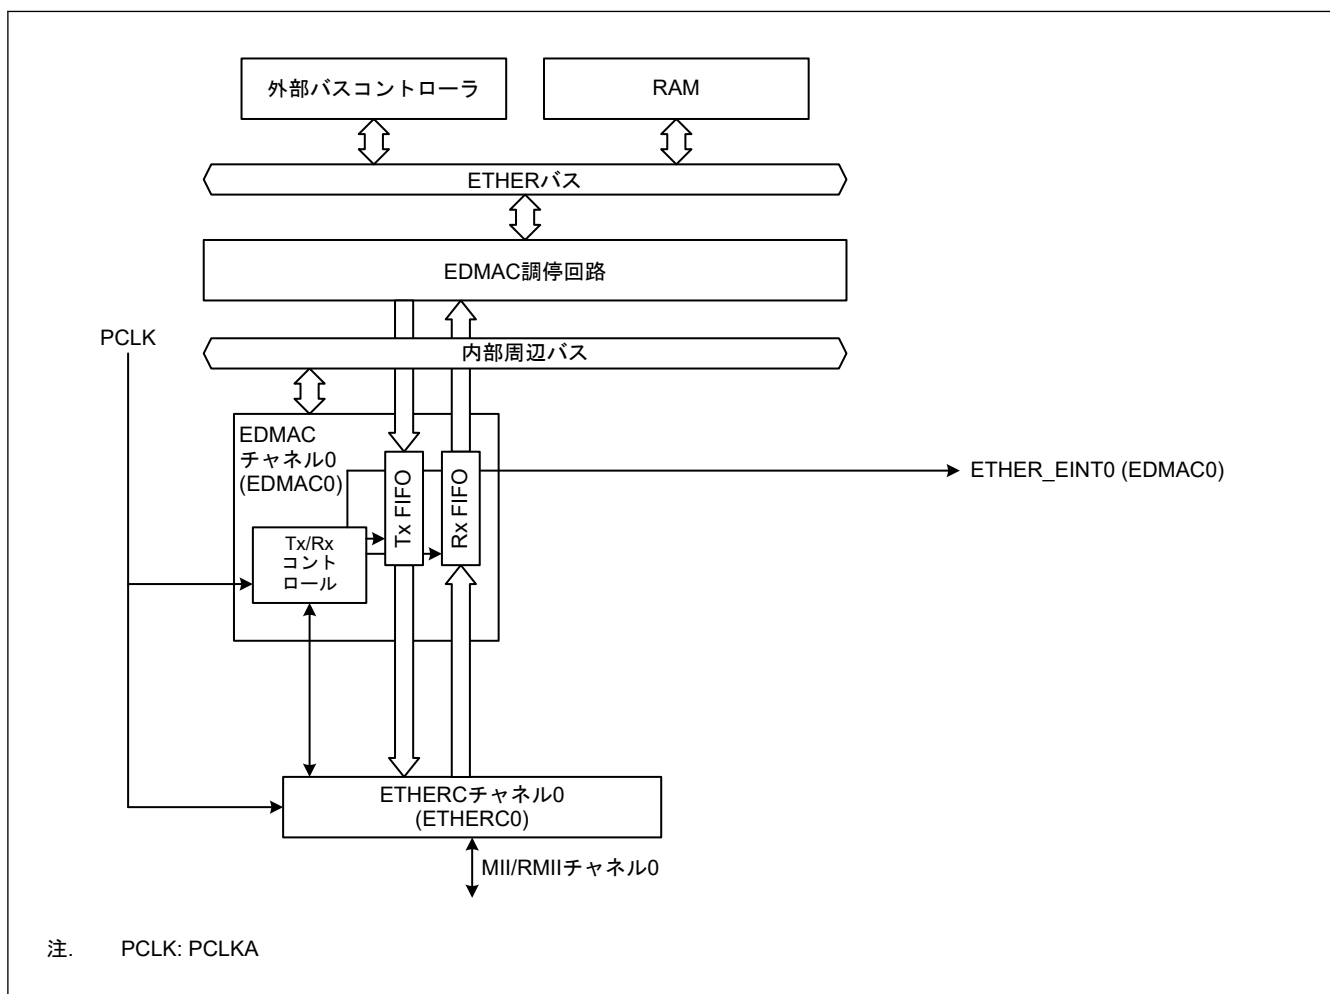 外部バスコントローラ
RAM
ETHERバス
EDMAC調停回路
PCLK
内部周辺バス
EDMAC
チャネル0
(EDMAC0)
Tx FIFO
Rx FIFO
ETHER_EINT0 (EDMAC0)
Tx/Rx
コント
ロール
ETHERCチャネル0
(ETHERC0)
MII/RMIIチャネル0
注. PCLK: PCLKA